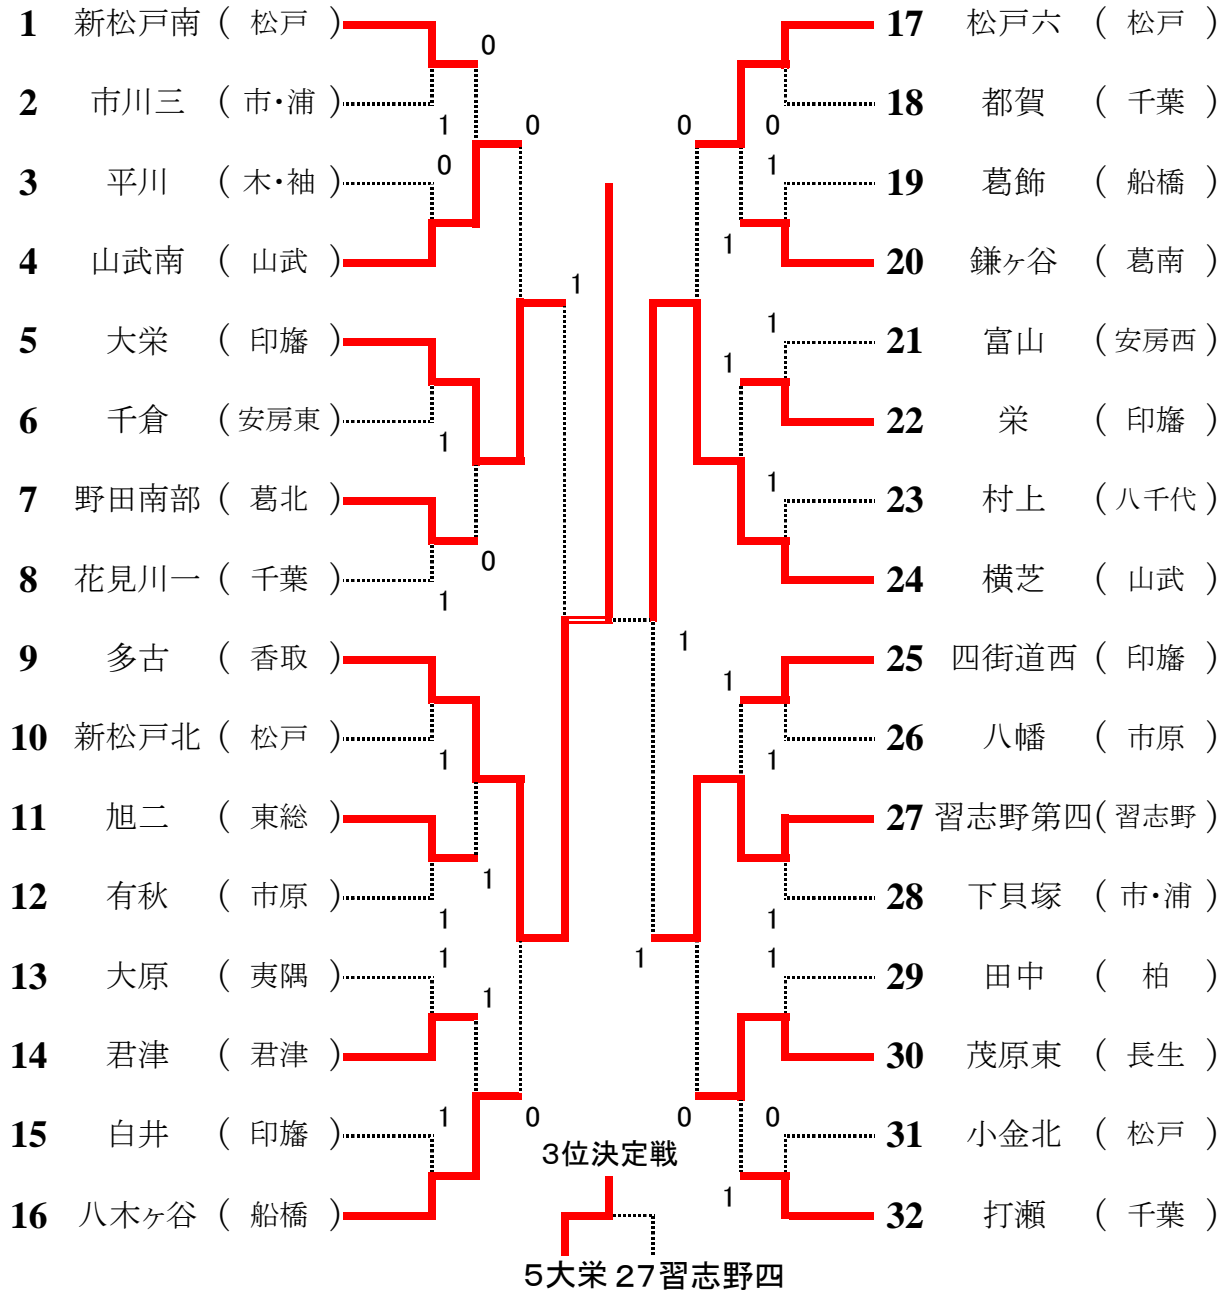 1 新松戸南 ( 松戸 )
2 市川三 ( 市・浦 )
3 平川 ( 木・袖 )
4 山武南 ( 山武 )
5 大栄 ( 印旛 )
6 千倉 ( 安房東 )
7 野田南部 ( 葛北 )
8 花見川一 ( 千葉 )
9 多古 ( 香取 )
10 新松戸北 ( 松戸 )
11 旭二 ( 東総 )
12 有秋 ( 市原 )
13 大原 ( 夷隅 )
14 君津 ( 君津 )
15 白井 ( 印旛 )
16 八木ヶ谷 ( 船橋 )
0
1
0
0
1
1
0
1
1
1
1
1
1
1
0
1
17 松戸六 ( 松戸 )
18 都賀 ( 千葉 )
19 葛飾 ( 船橋 )
20 鎌ヶ谷 ( 葛南 )
21 富山 ( 安房西 )
22 栄 ( 印旛 )
23 村上 ( 八千代 )
24 横芝 ( 山武 )
25 四街道西 ( 印旛 )
26 八幡 ( 市原 )
27 習志野第四 ( 習志野 )
28 下貝塚 ( 市・浦 )
29 田中 ( 柏 )
30 茂原東 ( 長生 )
31 小金北 ( 松戸 )
32 打瀬 ( 千葉 )
0
0
1
1
1
1
1
1
1
1
1
1
1
0
0
1
3位決定戦
5大栄 27習志野四